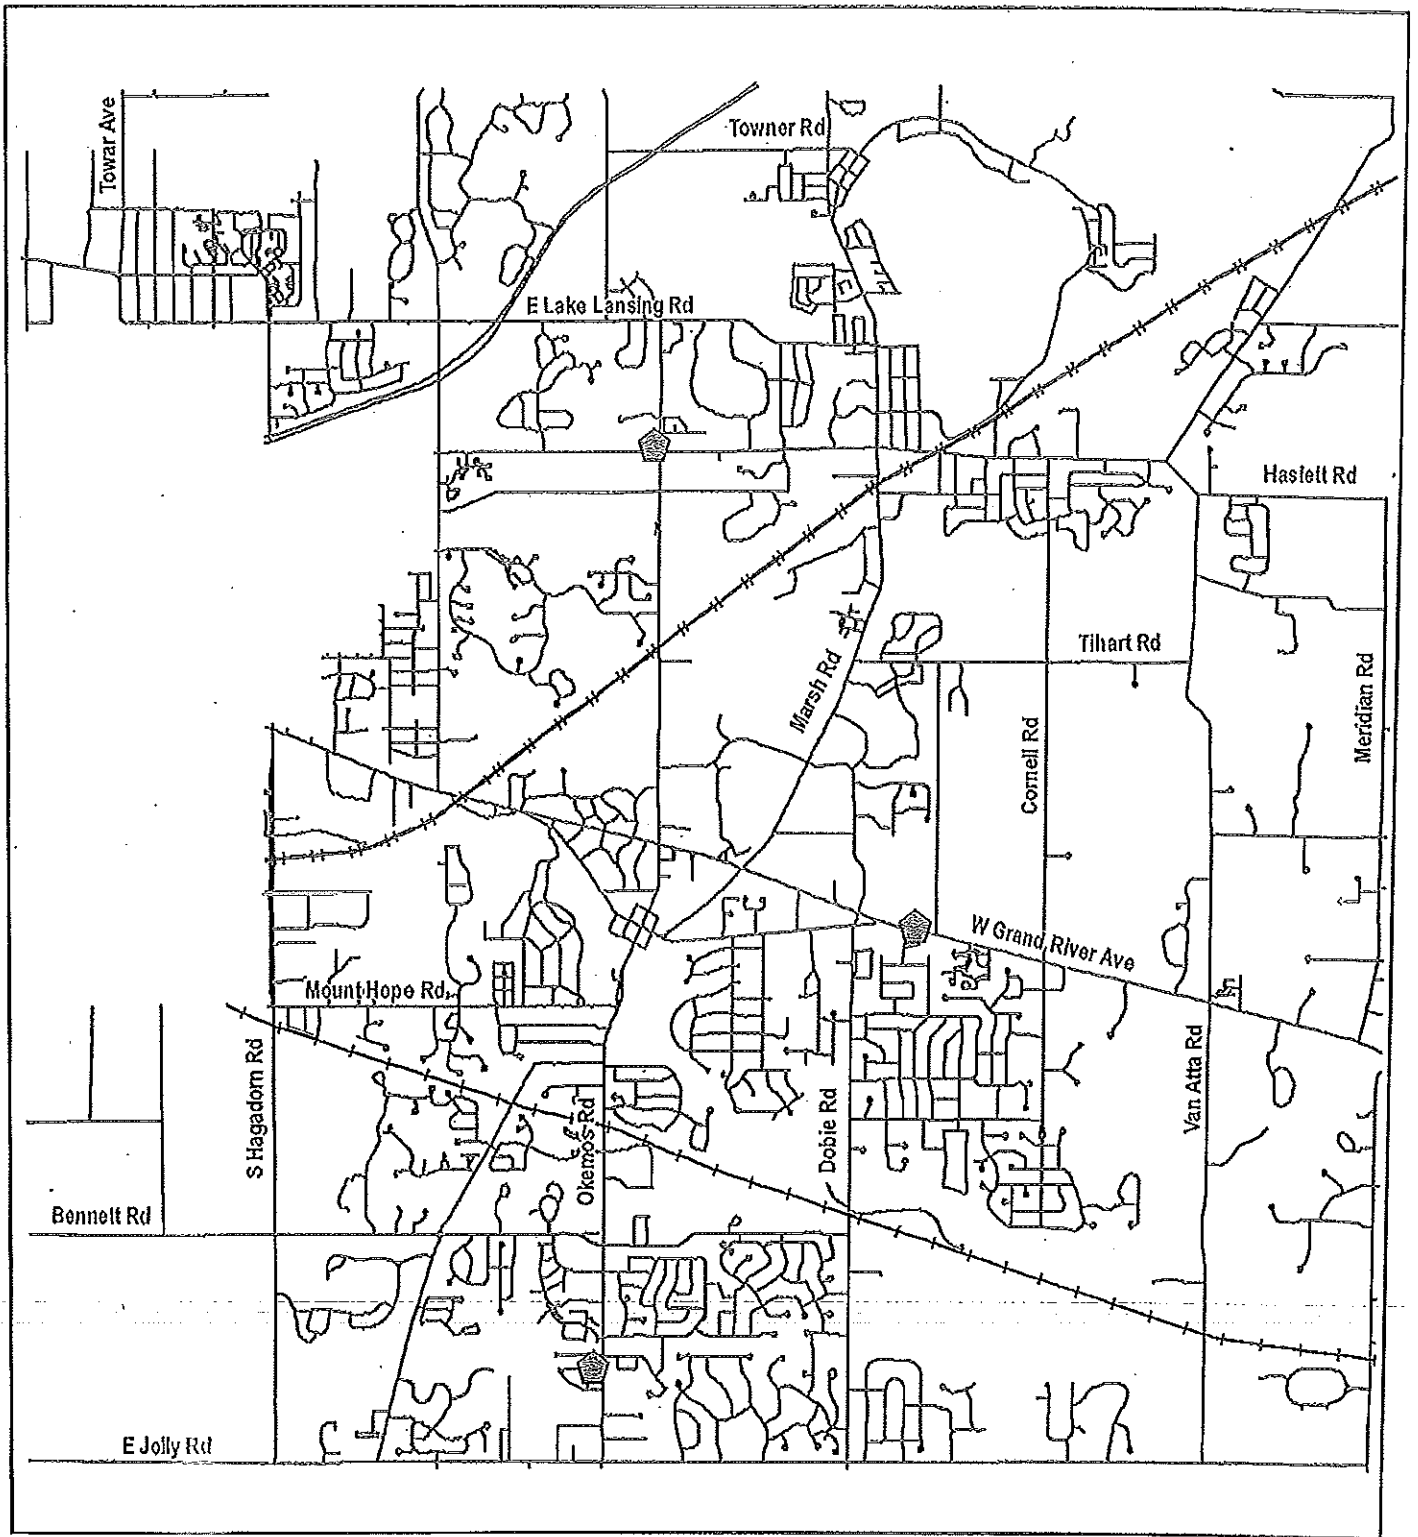 Towar Ave
Towner Rd
E Lake Lansing Rd
Haslett Rd
Tihart Rd
Marsh Rd
Meridian Rd
Cornell Rd
W Grand River Ave
Mount Hope Rd
S Hagadorn Rd
Okemos Rd
Dobie Rd
Van Atta Rd
Bennett Rd
E Jolly Rd